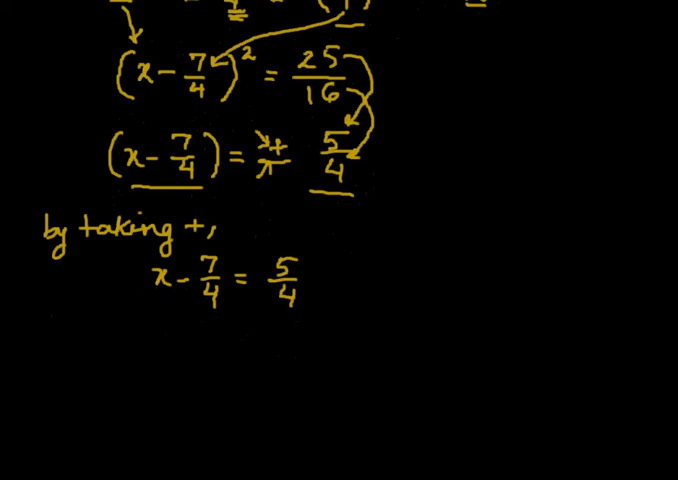 (x - 7/4)² = 25/16
(x - 7/4) = ± 5/4
by taking +,
x - 7/4 = 5/4